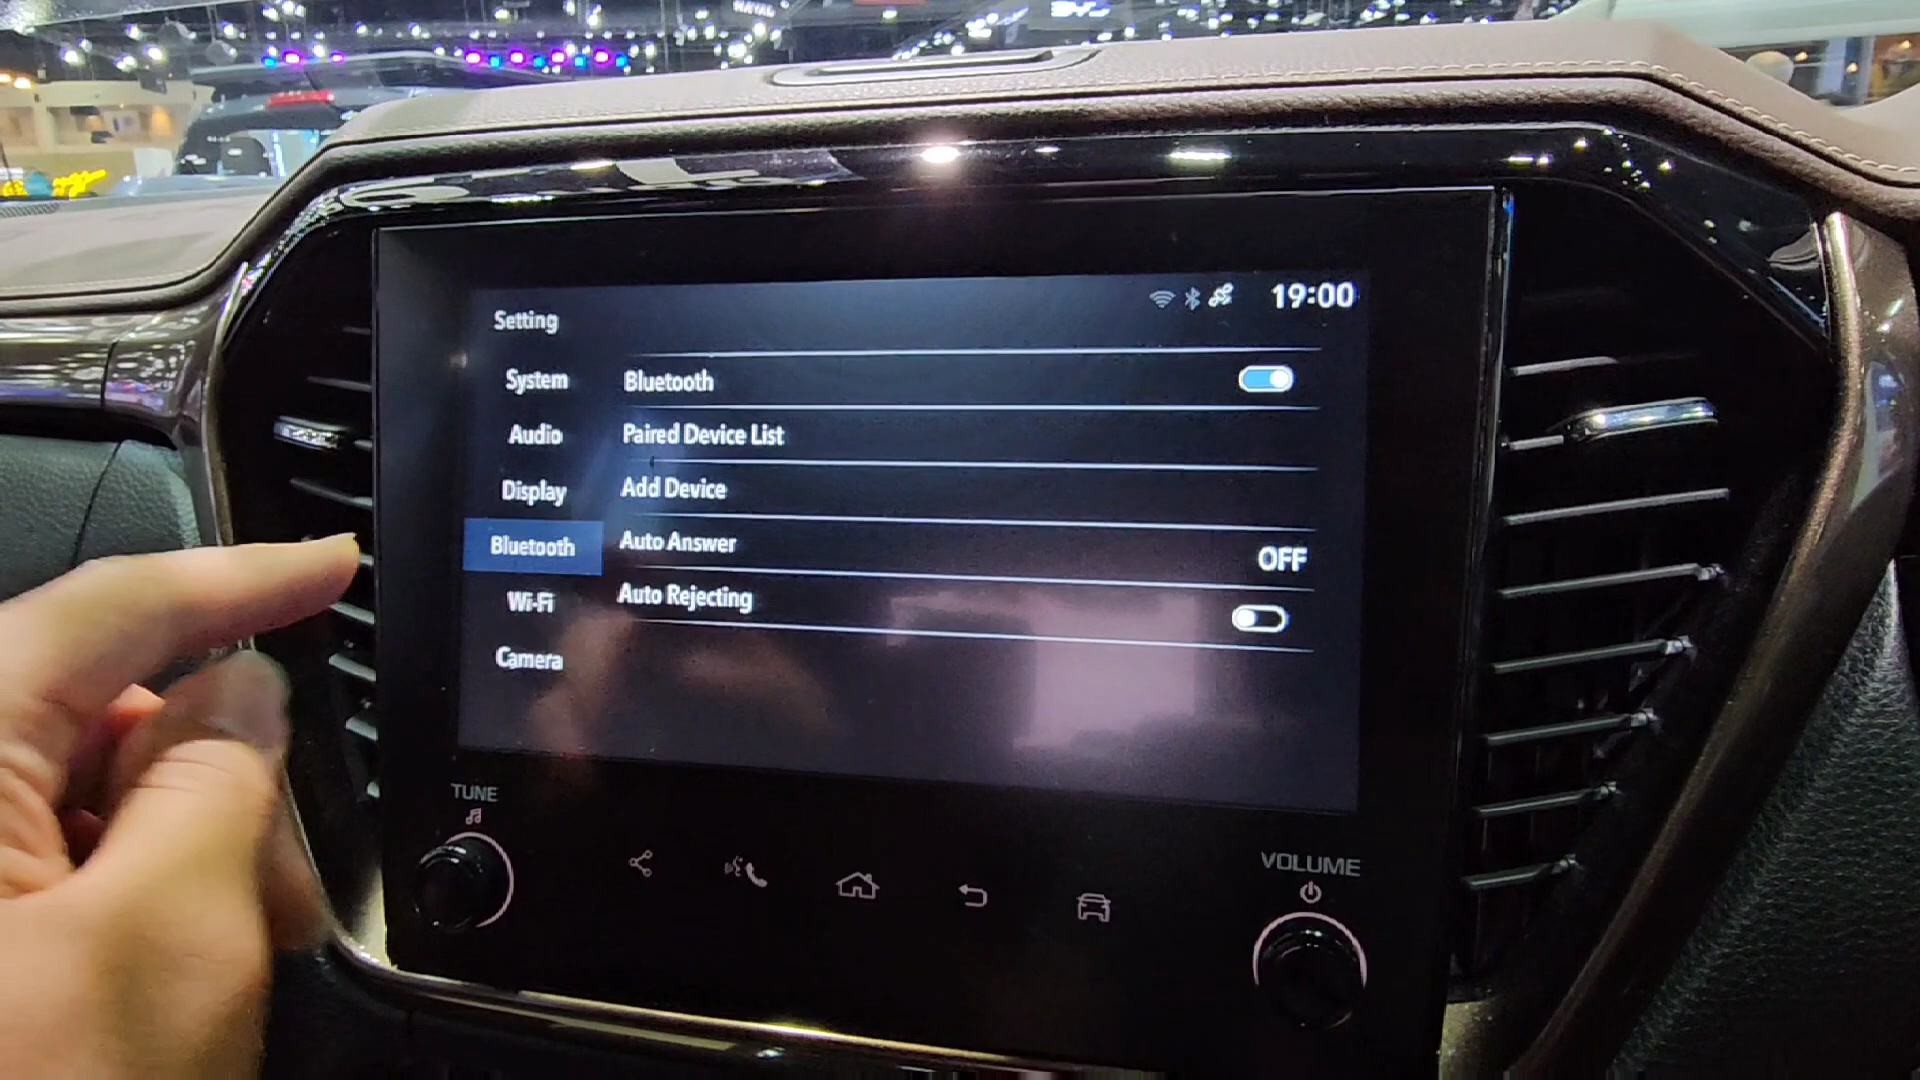 HAVAL
19:00
Setting
System
Audio
Display
Bluetooth
Wi-Fi
Camera
Bluetooth
Paired Device List
Add Device
Auto Answer
OFF
Auto Rejecting
TUNE
VOLUME